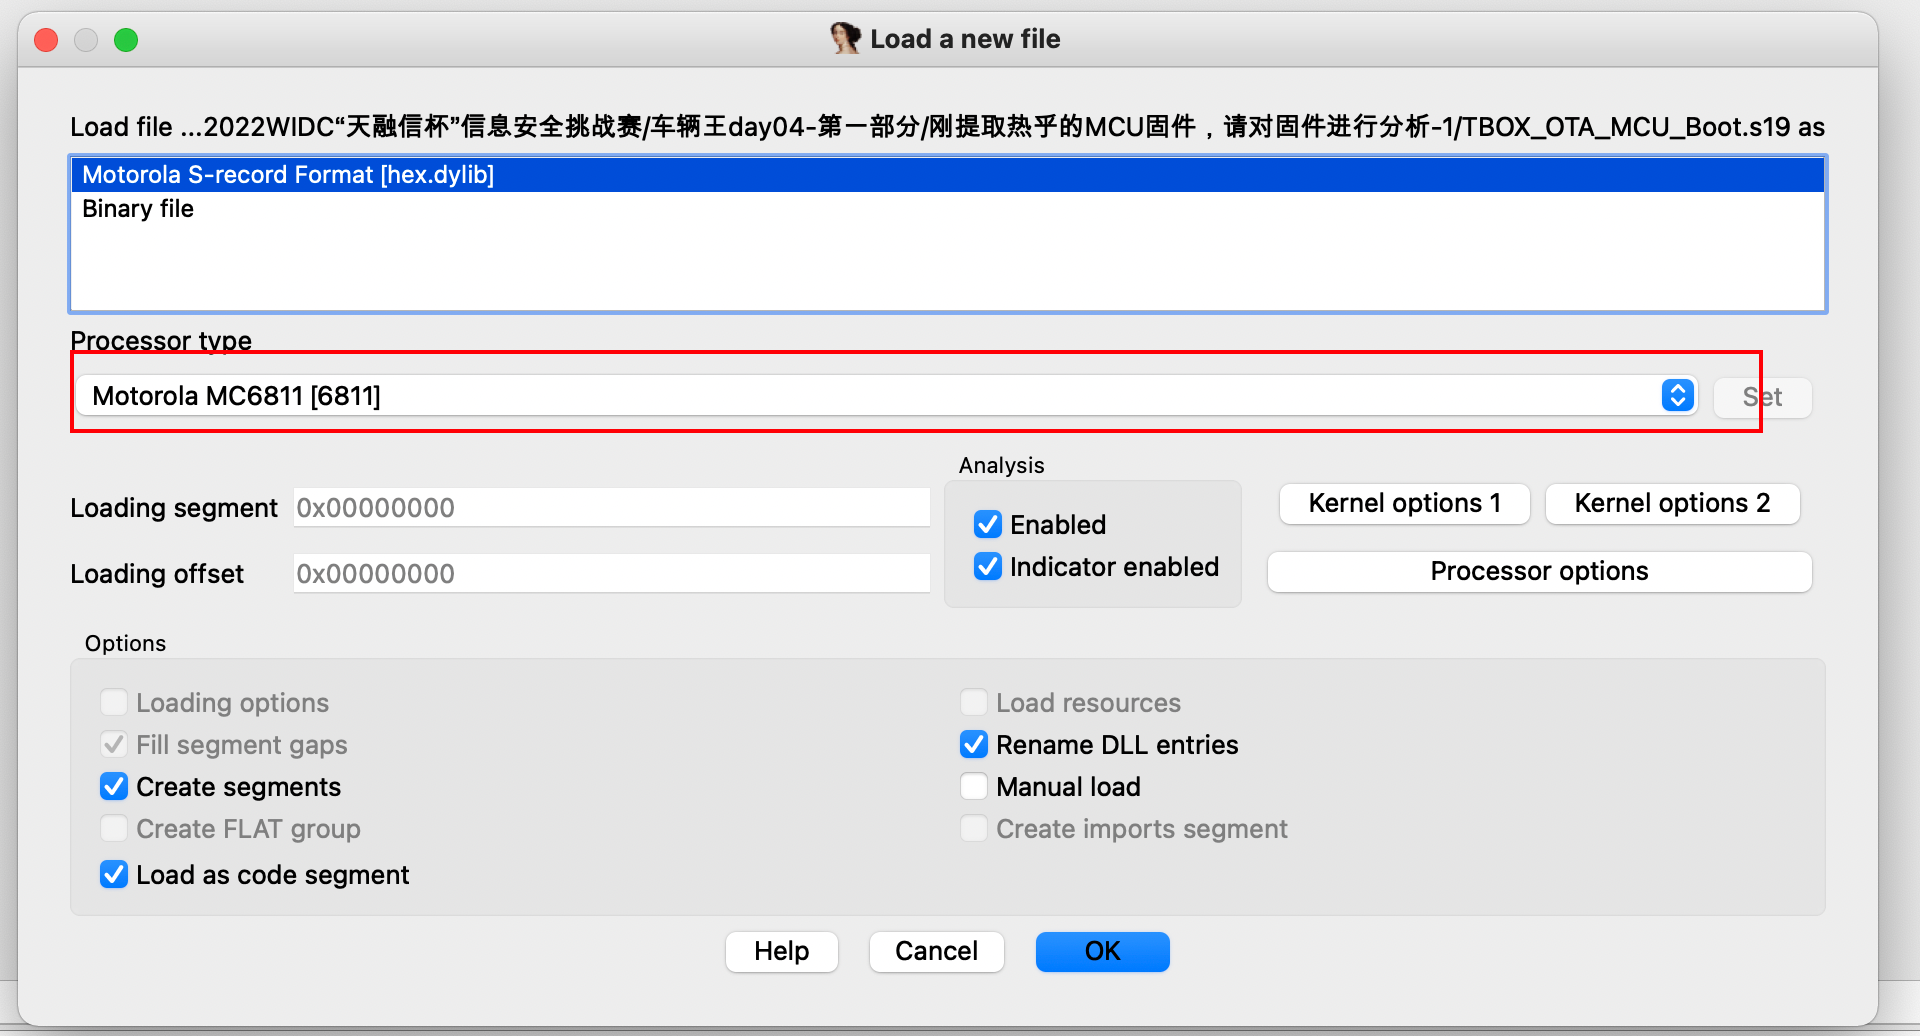 Load a new file
Load file ...2022WIDC“天融信杯”信息安全挑战赛/车辆王day04-第一部分/刚提取热乎的MCU固件，请对固件进行分析-1/TBOX_OTA_MCU_Boot.s19 as
Motorola S-record Format [hex.dylib]
Binary file
Processor type
Motorola MC6811 [6811]
Set
Analysis
Loading segment 0x00000000
Enabled
Kernel options 1
Kernel options 2
Loading offset 0x00000000
Indicator enabled
Processor options
Options
Loading options
Load resources
Fill segment gaps
Rename DLL entries
Create segments
Manual load
Create FLAT group
Create imports segment
Load as code segment
Help
Cancel
OK